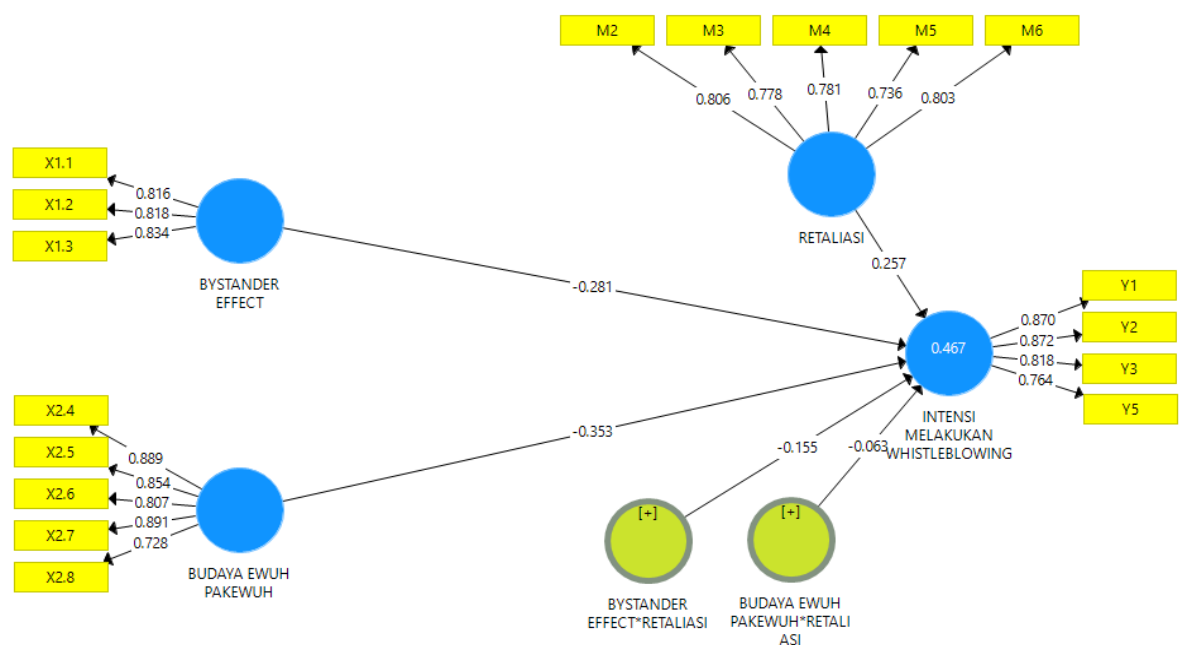 M2
M3
M4
M5
M6
0.806
0.778
0.781
0.736
0.803
RETALIASI
0.257
X1.1
X1.2
X1.3
0.816
0.818
0.834
BYSTANDER
EFFECT
-0.281
X2.4
X2.5
X2.6
X2.7
X2.8
0.889
0.854
0.807
0.891
0.728
BUDAYA EWUH
PAKEWUH
-0.353
0.467
INTENSI
MELAKUKAN
WHISTLEBLOWING
0.870
0.872
0.818
0.764
Y1
Y2
Y3
Y5
-0.155
-0.063
[+]
BYSTANDER
EFFECT*RETALIASI
[+]
BUDAYA EWUH
PAKEWUH*RETALI
ASI